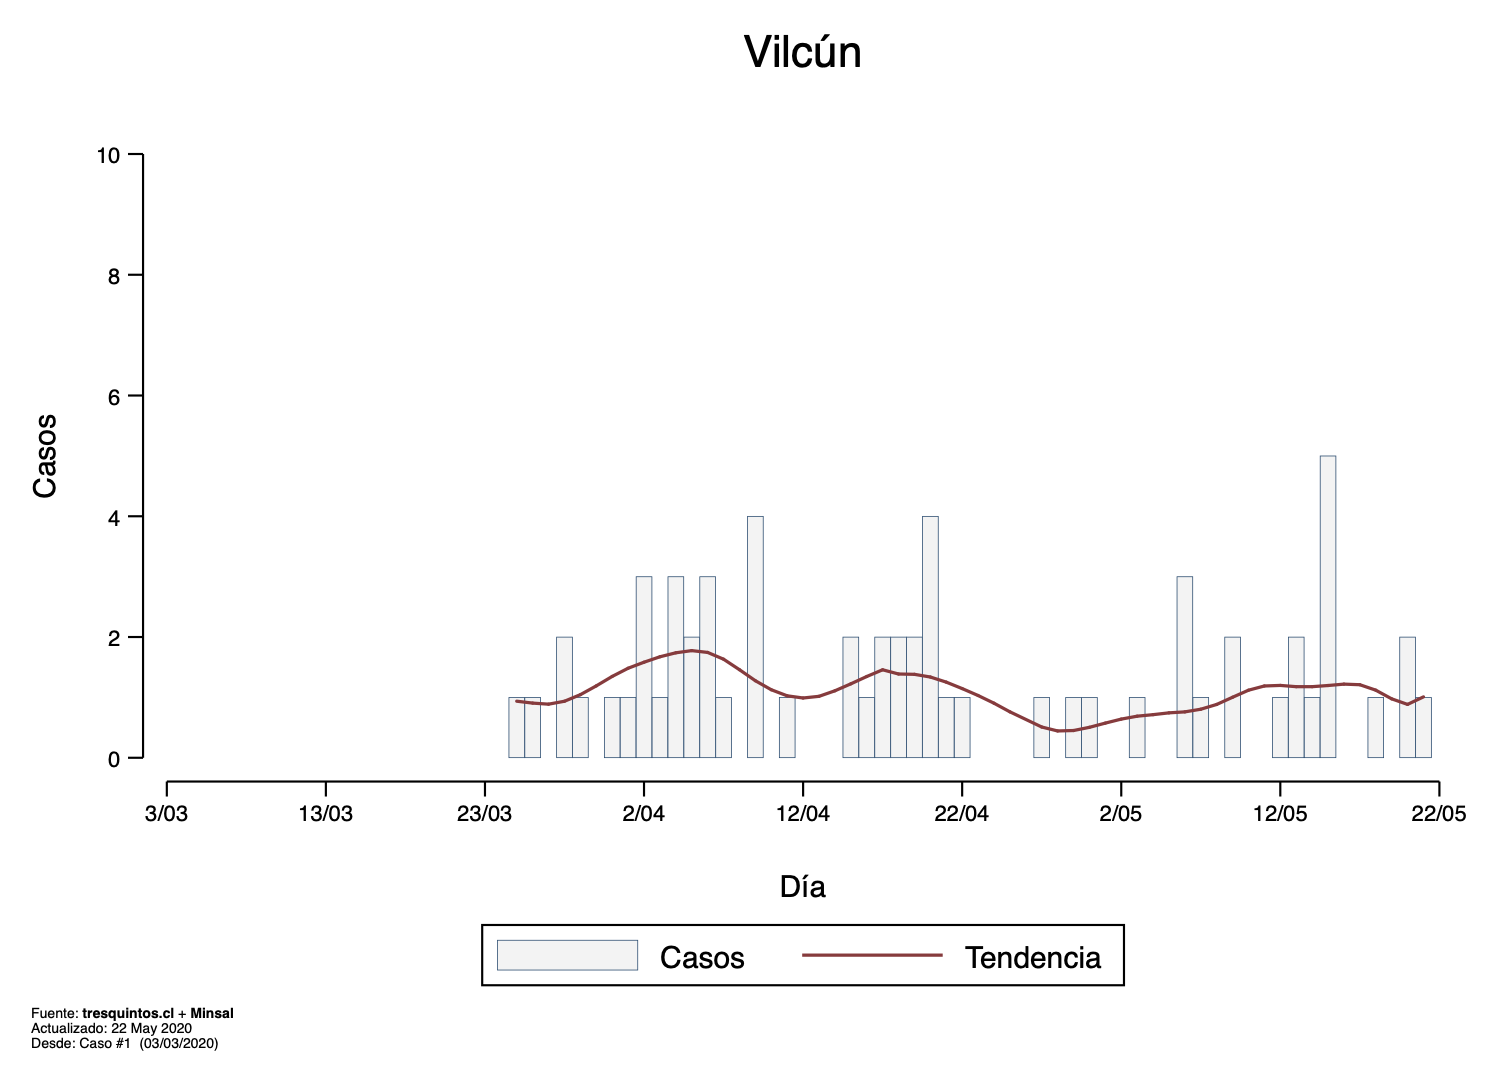 Vilcún
10
8
6
4
2
0
Casos
3/03 13/03 23/03 2/04 12/04 22/04 2/05 12/05 22/05
Día
Casos Tendencia
Fuente: tresquintos.cl + Minsal
Actualizado: 22 May 2020
Desde: Caso #1 (03/03/2020)